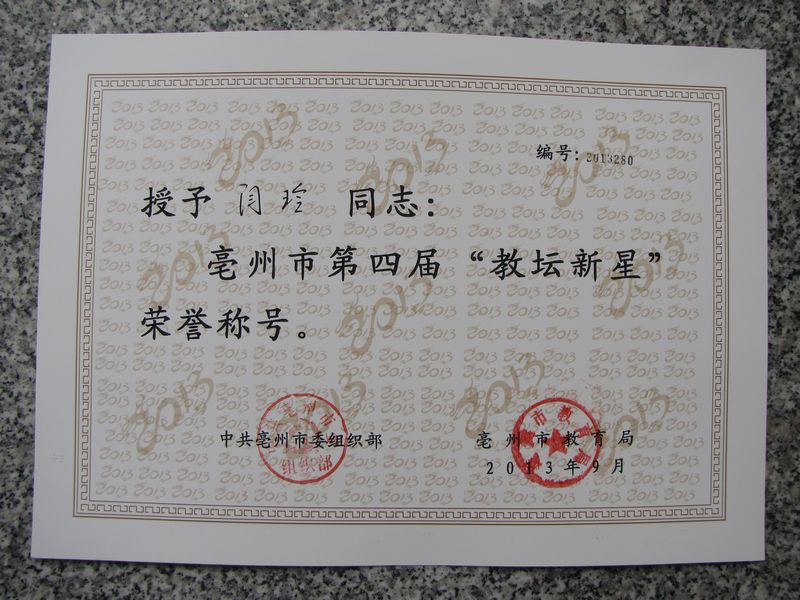 编号：2013280
授予 闫玲 同志：
亳州市第四届“教坛新星”
荣誉称号。
中共亳州市委组织部
亳州市教育局
2013年9月